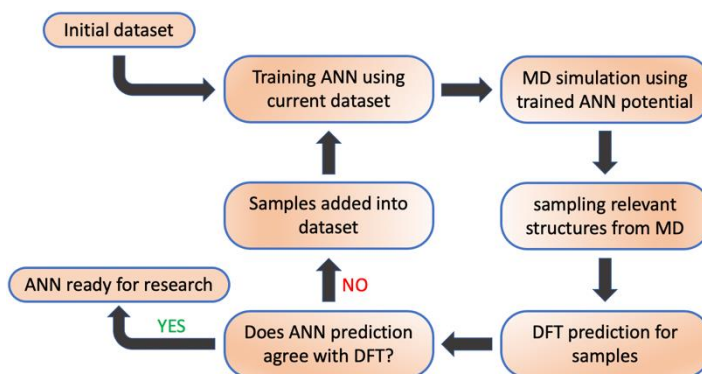 Initial dataset
Training ANN using
current dataset
MD simulation using
trained ANN potential
Samples added into
dataset
sampling relevant
structures from MD
ANN ready for research
NO
YES
Does ANN prediction
agree with DFT?
DFT prediction for
samples